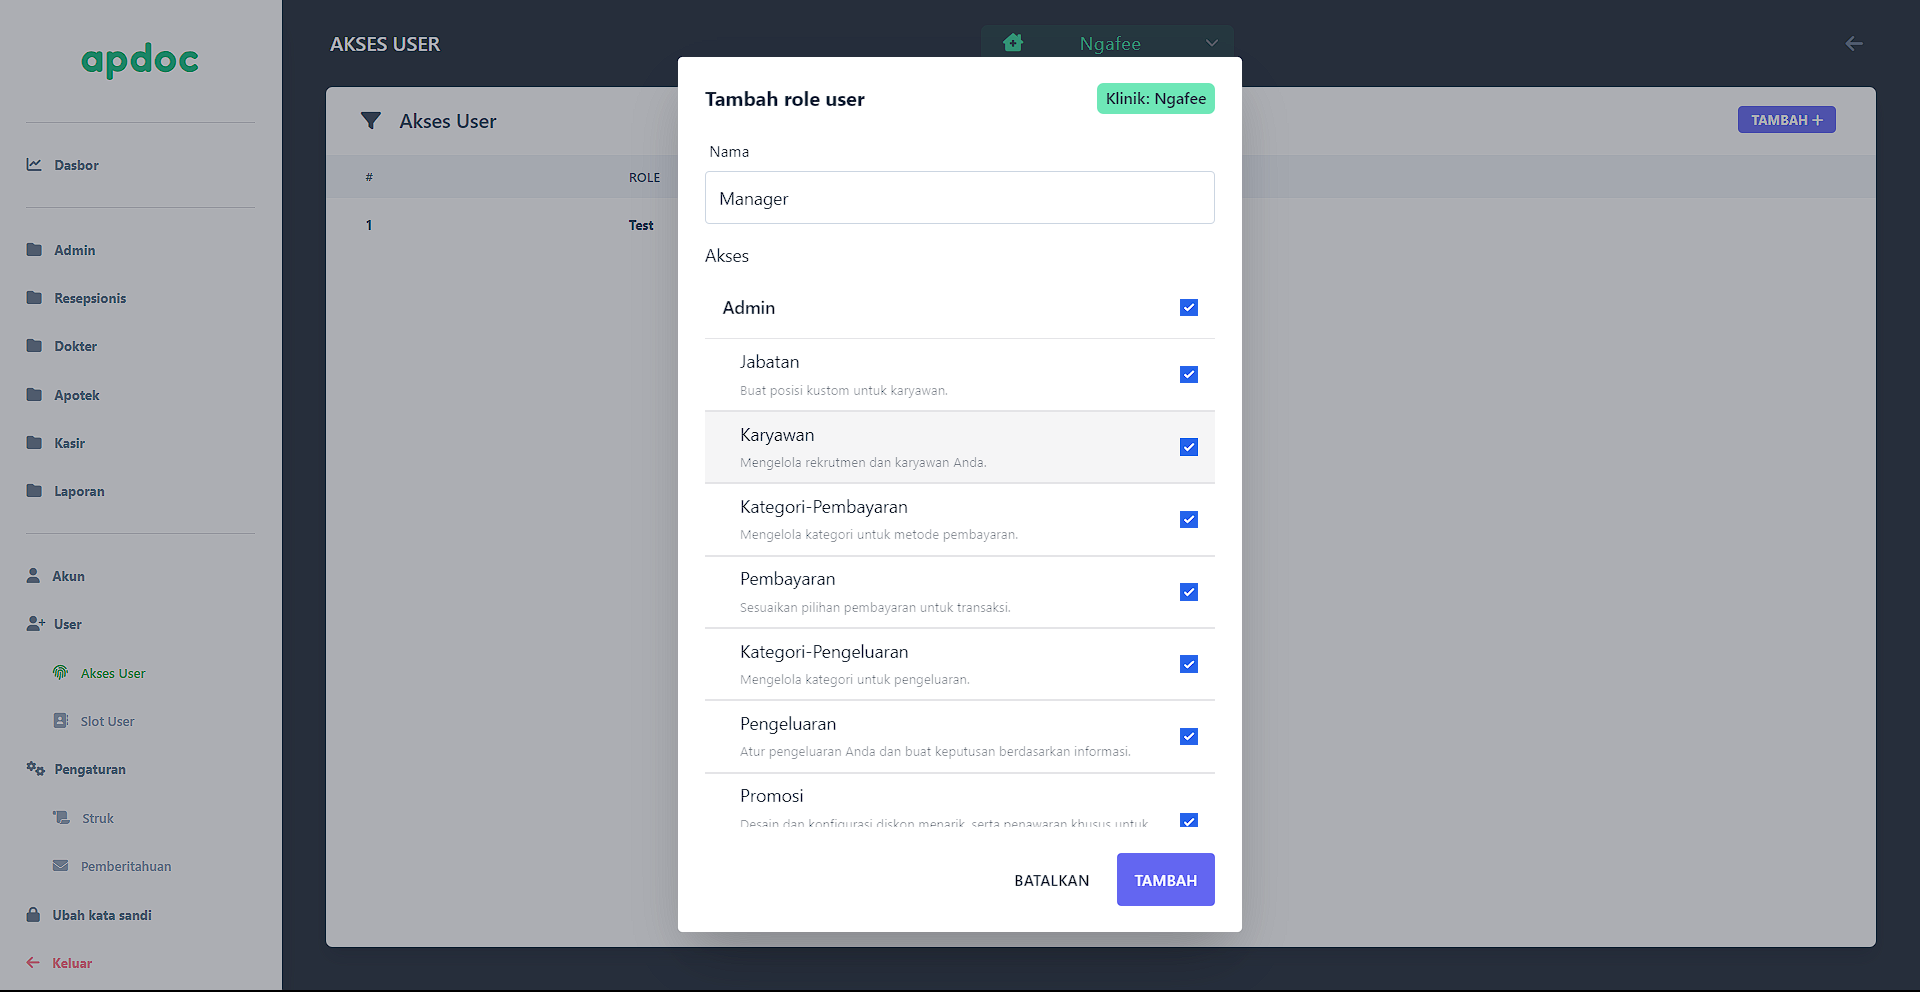 apdoc
Dasbor
Admin
Resepsionis
Dokter
Apotek
Kasir
Laporan
Akun
User
Akses User
Slot User
Pengaturan
Struk
Pemberitahuan
Ubah kata sandi
Keluar
AKSES USER
Ngafee
Akses User
TAMBAH +
# ROLE
1 Test
Tambah role user
Klinik: Ngafee
Nama
Manager
Akses
Admin
Jabatan
Buat posisi kustom untuk karyawan.
Karyawan
Mengelola rekrutmen dan karyawan Anda.
Kategori-Pembayaran
Mengelola kategori untuk metode pembayaran.
Pembayaran
Sesuaikan pilihan pembayaran untuk transaksi.
Kategori-Pengeluaran
Mengelola kategori untuk pengeluaran.
Pengeluaran
Atur pengeluaran Anda dan buat keputusan berdasarkan informasi.
Promosi
Desain dan konfigurasi diskon menarik, serta penawaran khusus untuk
BATALKAN
TAMBAH